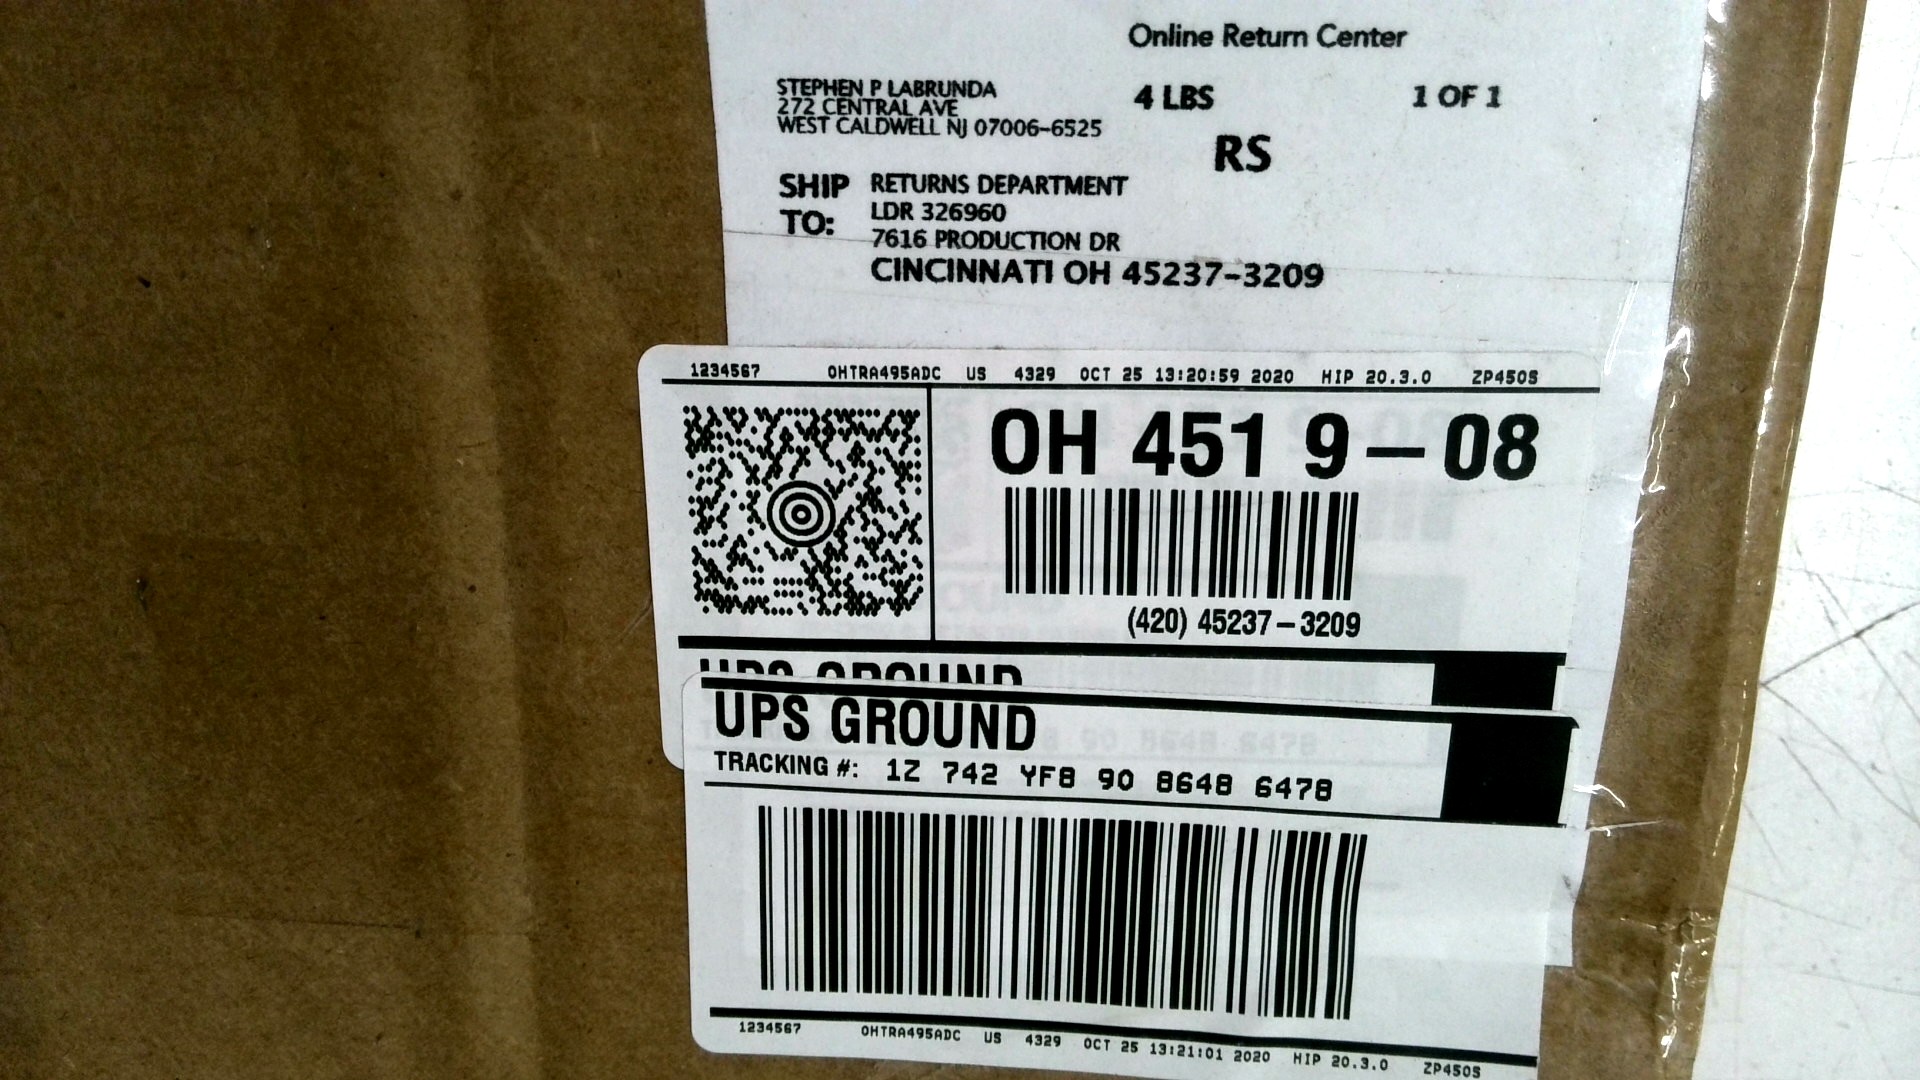 Online Return Center
STEPHEN P LABRUNDA
272 CENTRAL AVE
WEST CALDWELL NJ 07006-6525
4 LBS 1 OF 1
RS
SHIP TO:
RETURNS DEPARTMENT
LDR 326960
7616 PRODUCTION DR
CINCINNATI OH 45237-3209
1234567 OHTRA495ADC US 4329 OCT 25 13:20:59 2020 HIP 20.3.0 ZP450S
OH 451 9-08
(420) 45237-3209
UPS GROUND
UPS GROUND
TRACKING #: 1Z 742 YF8 90 8648 6478
1234567 OHTRA495ADC US 4329 OCT 25 13:21:01 2020 HIP 20.3.0 ZP450S